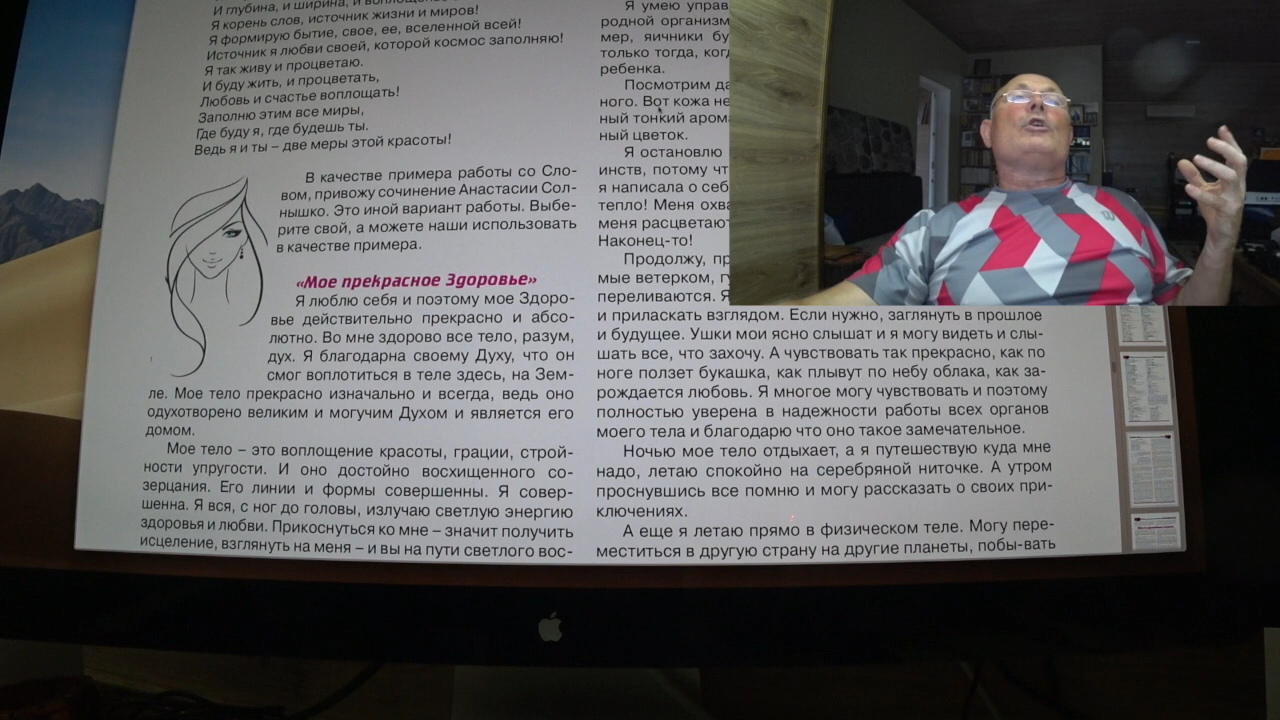 И глубина, и ширина, и
Я корень слов, источник жизни и миров!
Я формирую бытие, свое, ее, вселенной всей!
Источник я любви своей, которой космос заполняю!
Я так живу и процветаю.
И буду жить, и процветать,
Любовь и счастье воплощать!
Заполню этим все миры,
Где буду я, где будешь ты.
Ведь я и ты – две меры этой красоты!
В качестве примера работы со Сло-
вом, привожу сочинение Анастасии Сол-
нышко. Это иной вариант работы. Выбе-
рите свой, а можете наши использовать
в качестве примера.
«Мое прекрасное Здоровье»
Я люблю себя и поэтому мое Здоро-
вье действительно прекрасно и абсо-
лютно. Во мне здорово все тело, разум,
дух. Я благодарна своему Духу, что он
смог воплотиться в теле здесь, на Зем-
ле. Мое тело прекрасно изначально и всегда, ведь оно
одухотворено великим и могучим Духом и является его
домом.
Мое тело – это воплощение красоты, грации, строй-
ности упругости. И оно достойно восхищенного со-
зерцания. Его линии и формы совершенны. Я совер-
шенна. Я вся, с ног до головы, излучаю светлую энергию
здоровья и любви. Прикоснуться ко мне – значит получить
исцеление, взглянуть на меня – и вы на пути светлого вос-
Я умею управ
родной организм
мер, яичники бу
только тогда, ког
ребенка.
Посмотрим да
ного. Вот кожа не
ный тонкий арома
ный цветок.
Я остановлю
инств, потому чт
я написала о себ
тепло! Меня охва
меня расцветают
Наконец-то!
Продолжу, пр
мые ветерком, гу
переливаются. Я
и приласкать взглядом. Если нужно, заглянуть в прошлое
и будущее. Ушки мои ясно слышат и я могу видеть и слы-
шать все, что захочу. А чувствовать так прекрасно, как по
ноге ползет букашка, как плывут по небу облака, как за-
рождается любовь. Я многое могу чувствовать и поэтому
полностью уверена в надежности работы всех органов
моего тела и благодарю что оно такое замечательное.
Ночью мое тело отдыхает, а я путешествую куда мне
надо, летаю спокойно на серебряной ниточке. А утром
проснувшись все помню и могу рассказать о своих при-
ключениях.
А еще я летаю прямо в физическом теле. Могу пере-
меститься в другую страну на другие планеты, побы-вать